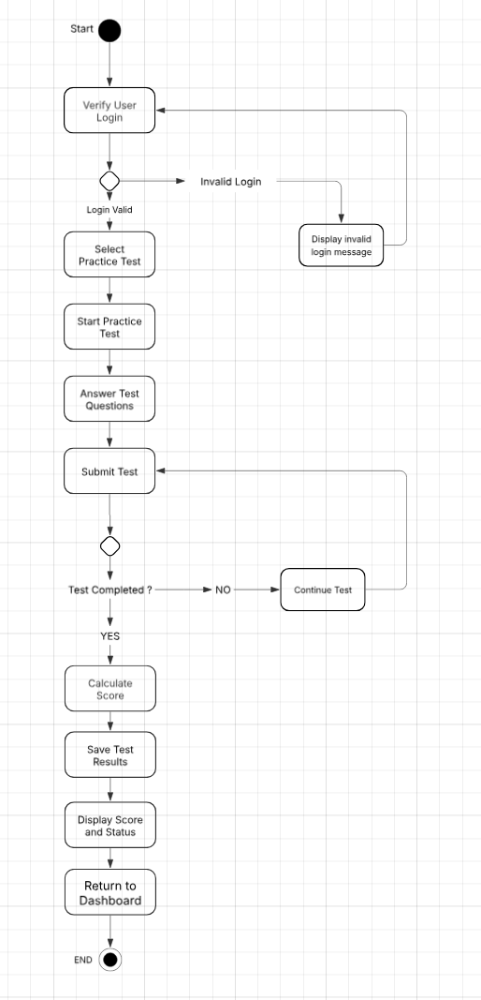 Start
Verify User
Login
Invalid Login
Login Valid
Display invalid
login message
Select
Practice Test
Start Practice
Test
Answer Test
Questions
Submit Test
Test Completed ?
NO
Continue Test
YES
Calculate
Score
Save Test
Results
Display Score
and Status
Return to
Dashboard
END